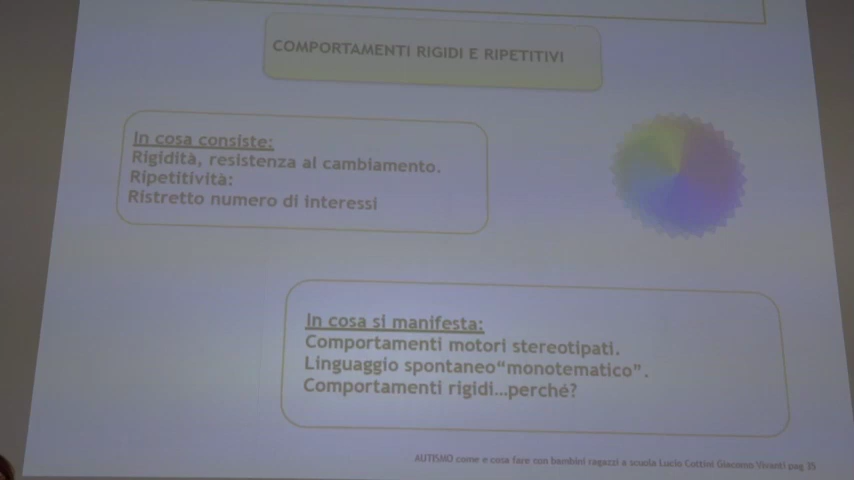 COMPORTAMENTI RIGIDI E RIPETITIVI
In cosa consiste:
Rigidità, resistenza al cambiamento.
Ripetitività:
Ristretto numero di interessi
In cosa si manifesta:
Comportamenti motori stereotipati.
Linguaggio spontaneo“monotematico”.
Comportamenti rigidi...perché?
AUTISMO come e cosa fare non bambini ragazzi a scuola Lucio Cottini Giacomo Vivanti pag 35